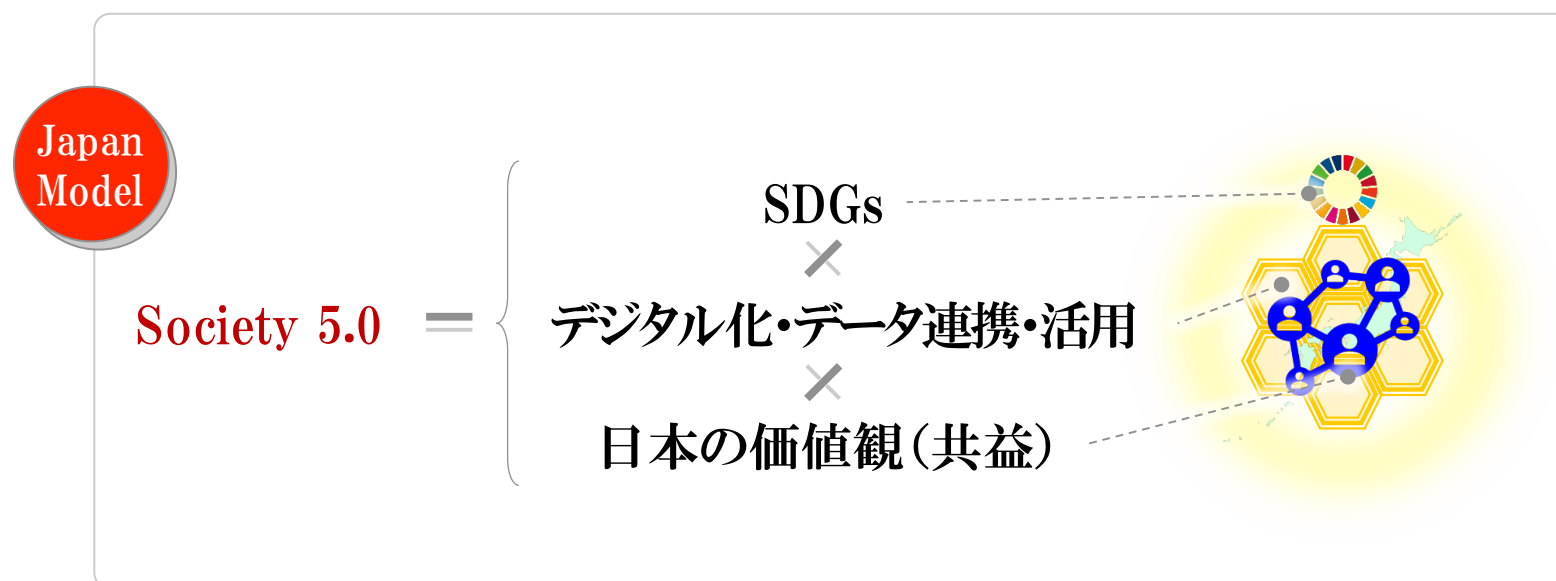 Japan
Model
SDGs
×
Society 5.0 =
デジタル化・データ連携・活用
×
日本の価値観（共益）